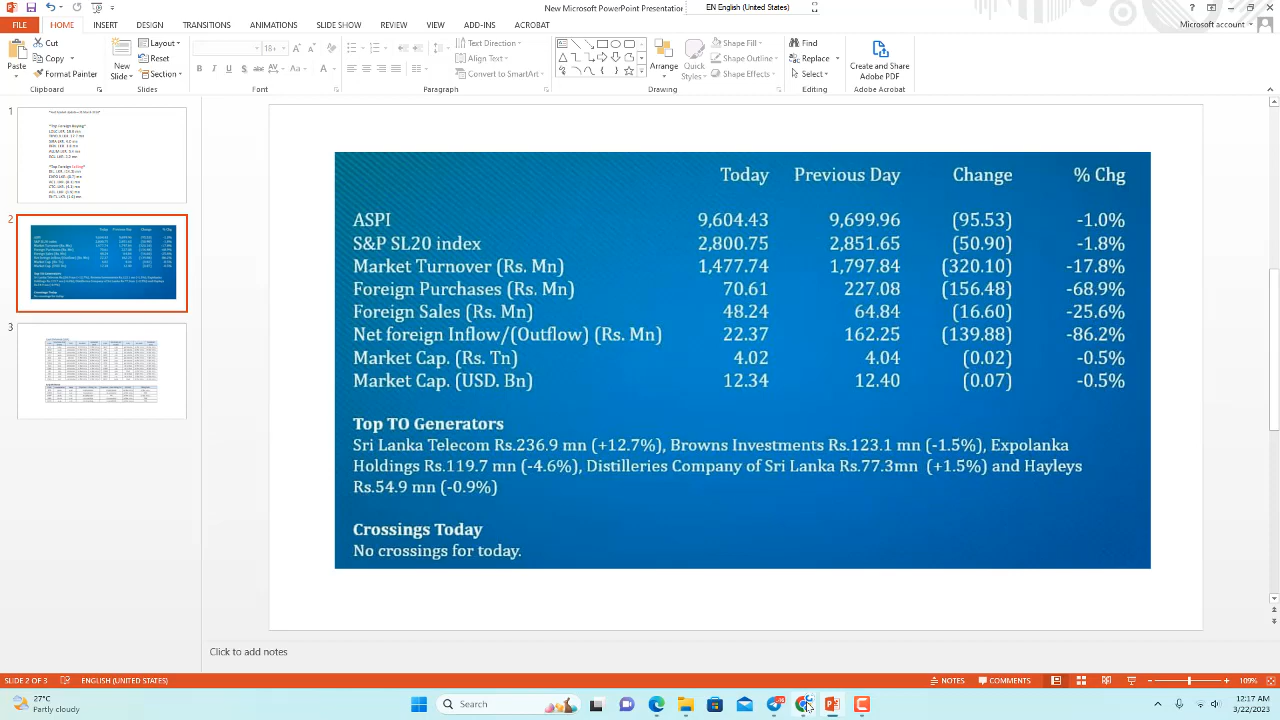 New Microsoft PowerPoint Presentation
EN English (United States)
FILE HOME INSERT DESIGN TRANSITIONS ANIMATIONS SLIDE SHOW REVIEW VIEW ADD-INS ACROBAT
Microsoft account
Paste
Cut
Copy
Format Painter
Clipboard
New Slide
Layout
Reset
Section
Slides
18+
Font
Paragraph
Text Direction
Align Text
Convert to SmartArt
Arrange
Quick Styles
Shape Fill
Shape Outline
Shape Effects
Drawing
Find
Replace
Select
Editing
Create and Share Adobe PDF
Adobe Acrobat
1
2
3
Today Previous Day Change % Chg
ASPI 9,604.43 9,699.96 (95.53) -1.0%
S&P SL20 index 2,800.75 2,851.65 (50.90) -1.8%
Market Turnover (Rs. Mn) 1,477.74 1,797.84 (320.10) -17.8%
Foreign Purchases (Rs. Mn) 70.61 227.08 (156.48) -68.9%
Foreign Sales (Rs. Mn) 48.24 64.84 (16.60) -25.6%
Net foreign Inflow/(Outflow) (Rs. Mn) 22.37 162.25 (139.88) -86.2%
Market Cap. (Rs. Tn) 4.02 4.04 (0.02) -0.5%
Market Cap. (USD. Bn) 12.34 12.40 (0.07) -0.5%
Top TO Generators
Sri Lanka Telecom Rs.236.9 mn (+12.7%), Browns Investments Rs.123.1 mn (-1.5%), Expolanka
Holdings Rs.119.7 mn (-4.6%), Distilleries Company of Sri Lanka Rs.77.3mn (+1.5%) and Hayleys
Rs.54.9 mn (-0.9%)
Crossings Today
No crossings for today.
Click to add notes
SLIDE 2 OF 3 ENGLISH (UNITED STATES) NOTES COMMENTS 109%
27°C
Partly cloudy
Search
12:17 AM
3/22/2023